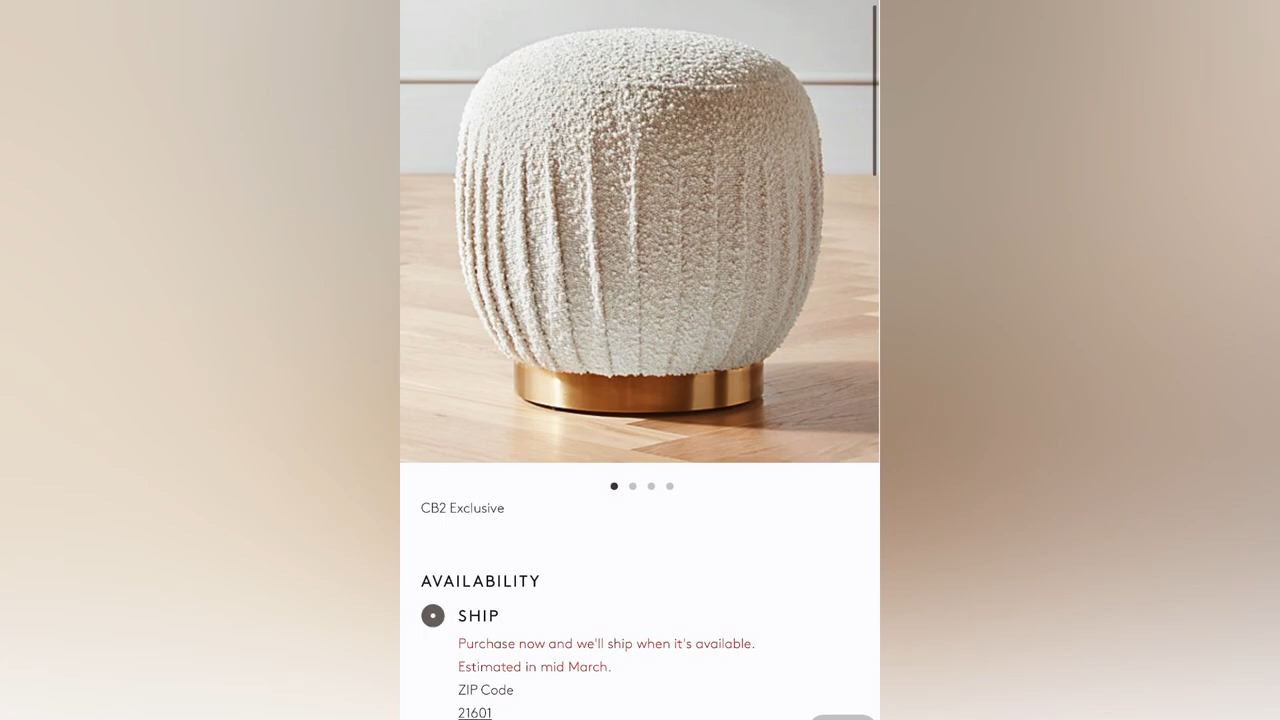 CB2 Exclusive
AVAILABILITY
SHIP
Purchase now and we'll ship when it's available.
Estimated in mid March.
ZIP Code
21601